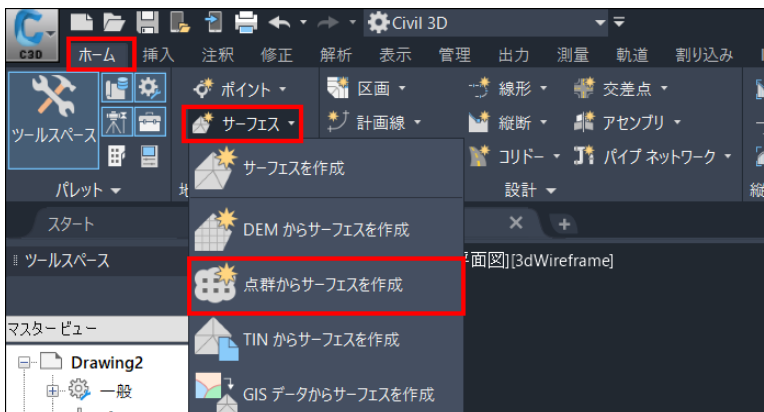 Civil 3D
C3D ホーム 挿入 注釈 修正 解析 表示 管理 出力 測量 軌道 割り込み
ポイント 区画 線形 交差点
ツールスペース サーフェス 計画線 縦断 アセンブリ
コリドー パイプ ネットワーク
パレット 設計
サーフェスを作成
スタート
DEM からサーフェスを作成
ツールスペース 平面図][3dWireframe]
点群からサーフェスを作成
マスター ビュー
TIN からサーフェスを作成
Drawing2
一般
GIS データからサーフェスを作成